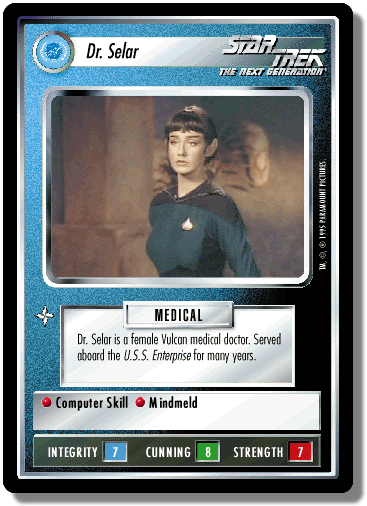 Dr. Selar
STAR TREK
THE NEXT GENERATION®
TM, ©, © 1995 PARAMOUNT PICTURES.
MEDICAL
Dr. Selar is a female Vulcan medical doctor. Served
aboard the U.S.S. Enterprise for many years.
Computer Skill Mindmeld
INTEGRITY 7 CUNNING 8 STRENGTH 7